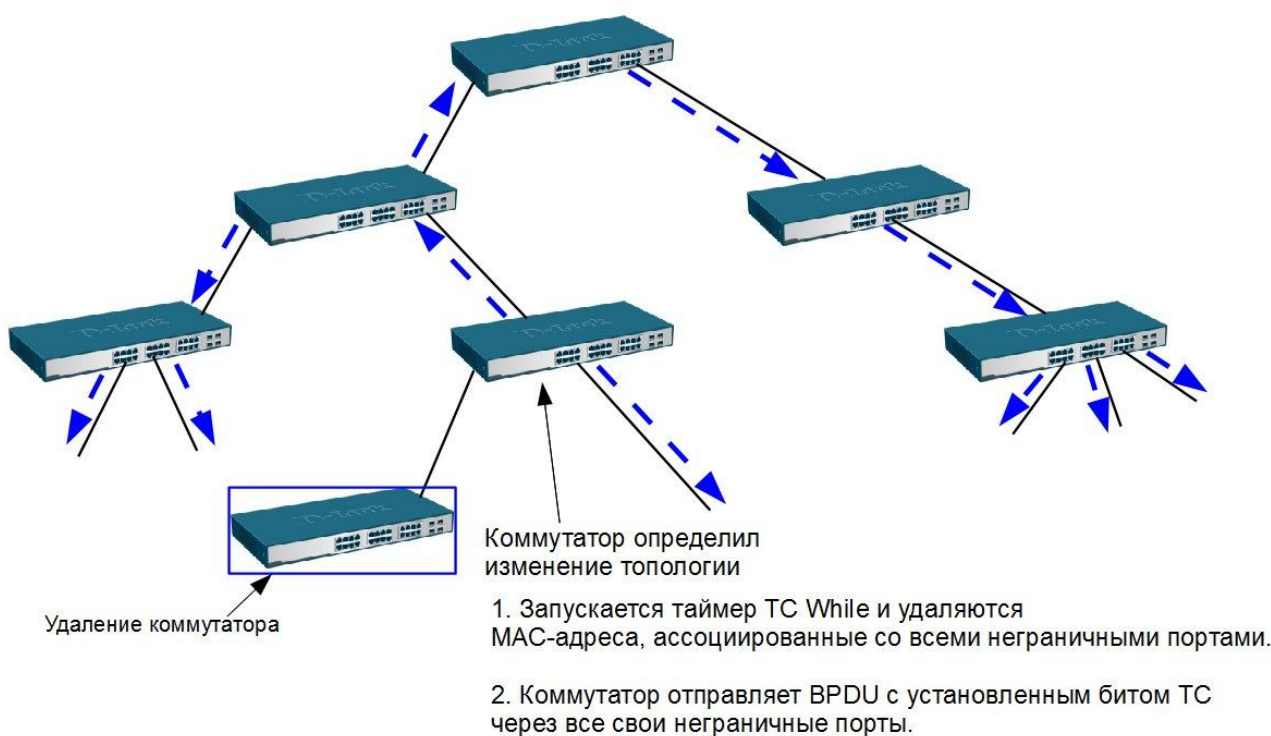 Коммутатор определил
изменение топологии
Удаление коммутатора
1. Запускается таймер TC While и удаляются
MAC-адреса, ассоциированные со всеми неграничными портами.
2. Коммутатор отправляет BPDU с установленным битом TC
через все свои неграничные порты.